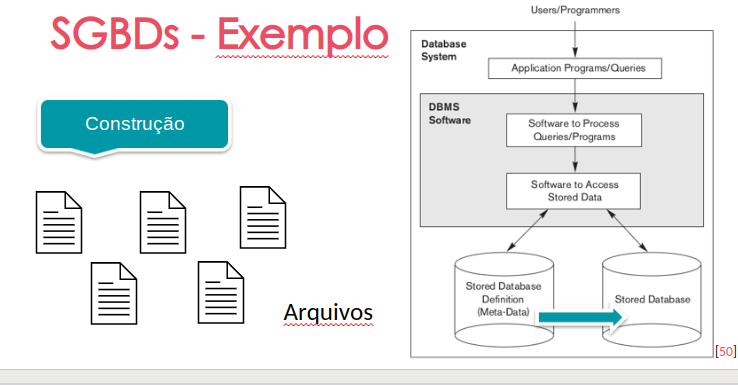 SGBDs - Exemplo
Construção
Arquivos
Users/Programmers
Database
System
Application Programs/Queries
DBMS
Software
Software to Process
Queries/Programs
Software to Access
Stored Data
Stored Database
Definition
(Meta-Data)
Stored Database
[50]